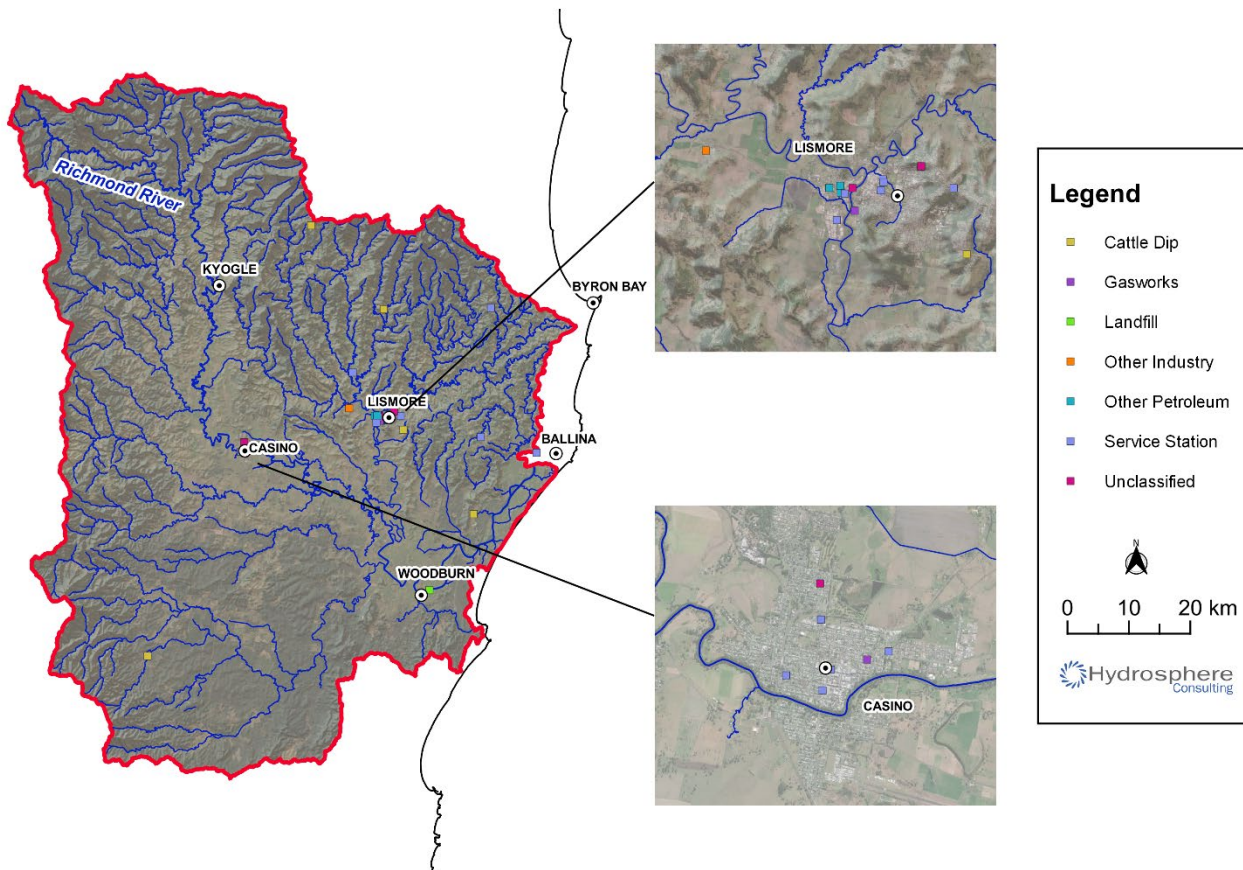 Richmond River
KYOGLE
BYRON BAY
LISMORE
BALLINA
CASINO
WOODBURN
LISMORE
CASINO
Legend
Cattle Dip
Gasworks
Landfill
Other Industry
Other Petroleum
Service Station
Unclassified
0 10 20 km
Hydrosphere
Consulting